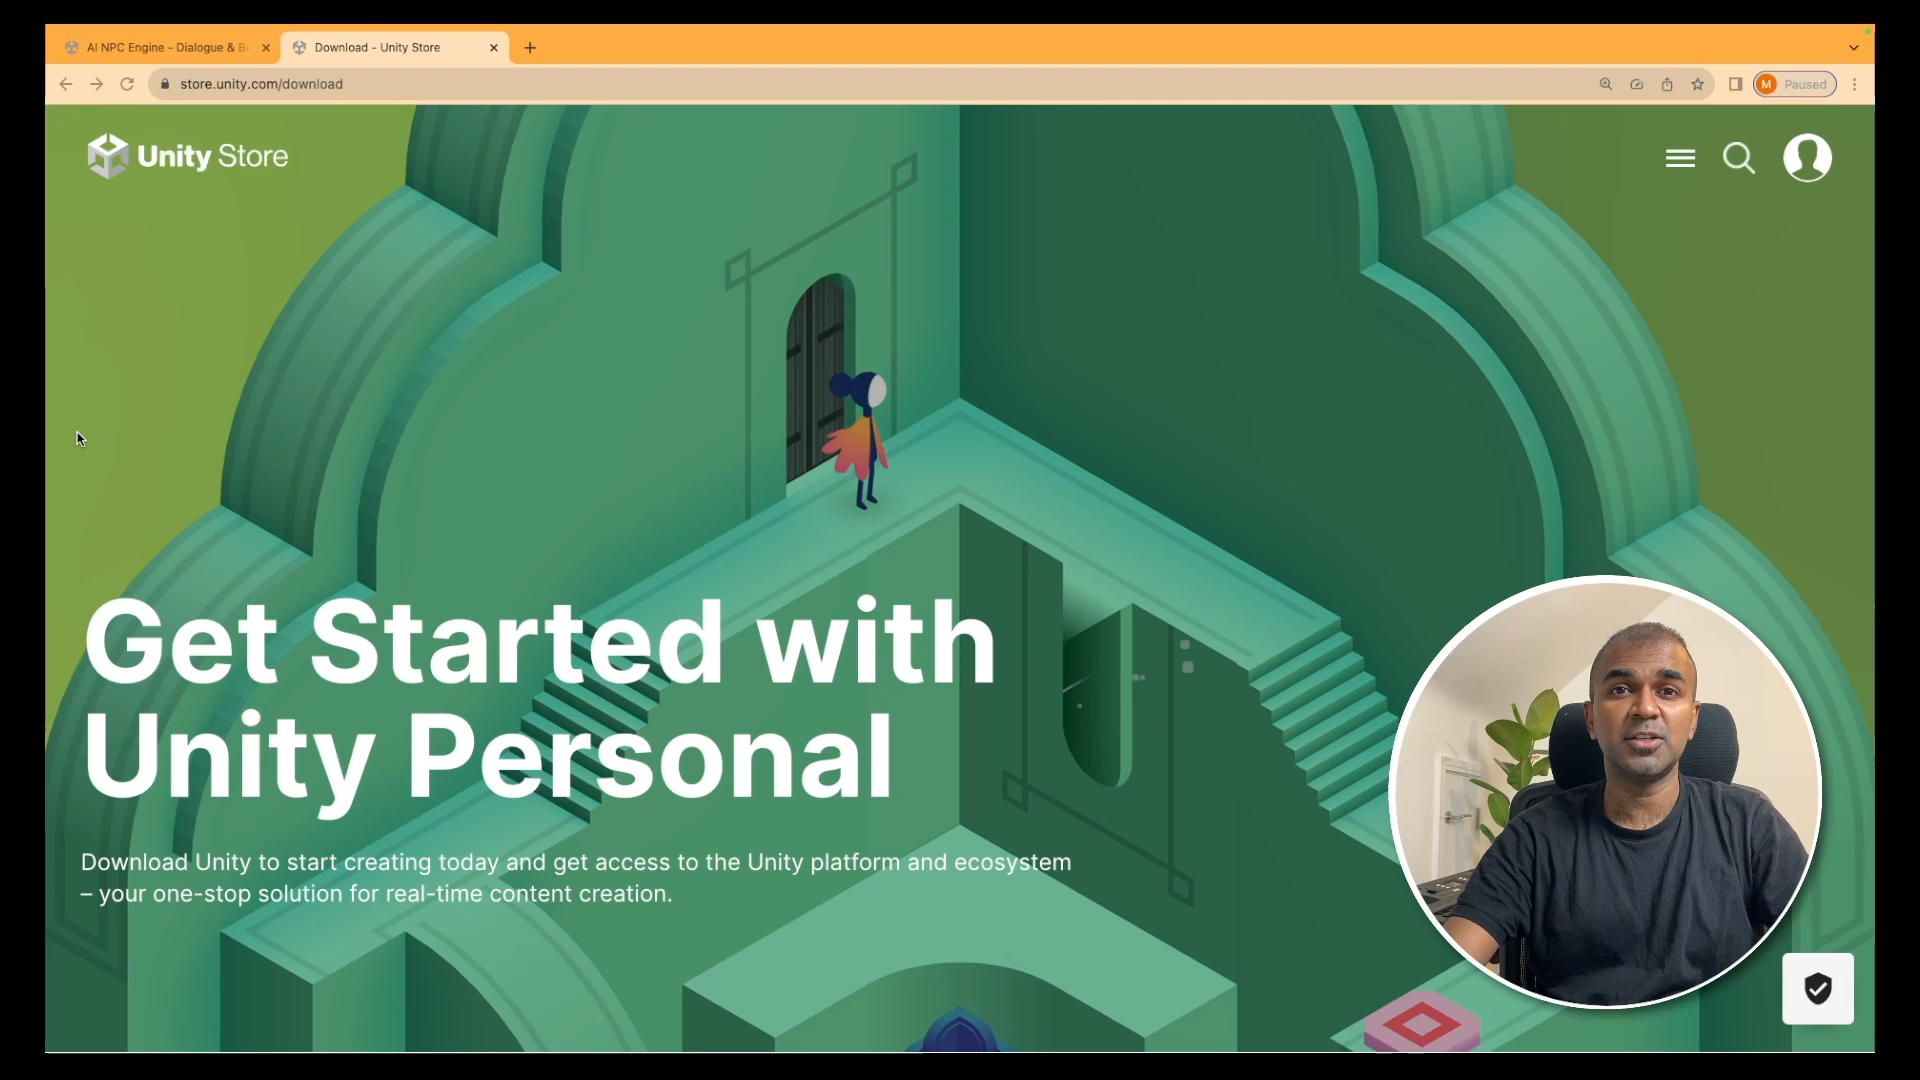 AI NPC Engine - Dialogue & B
Download - Unity Store
store.unity.com/download
M
Paused
Unity Store
Get Started with
Unity Personal
Download Unity to start creating today and get access to the Unity platform and ecosystem
– your one-stop solution for real-time content creation.